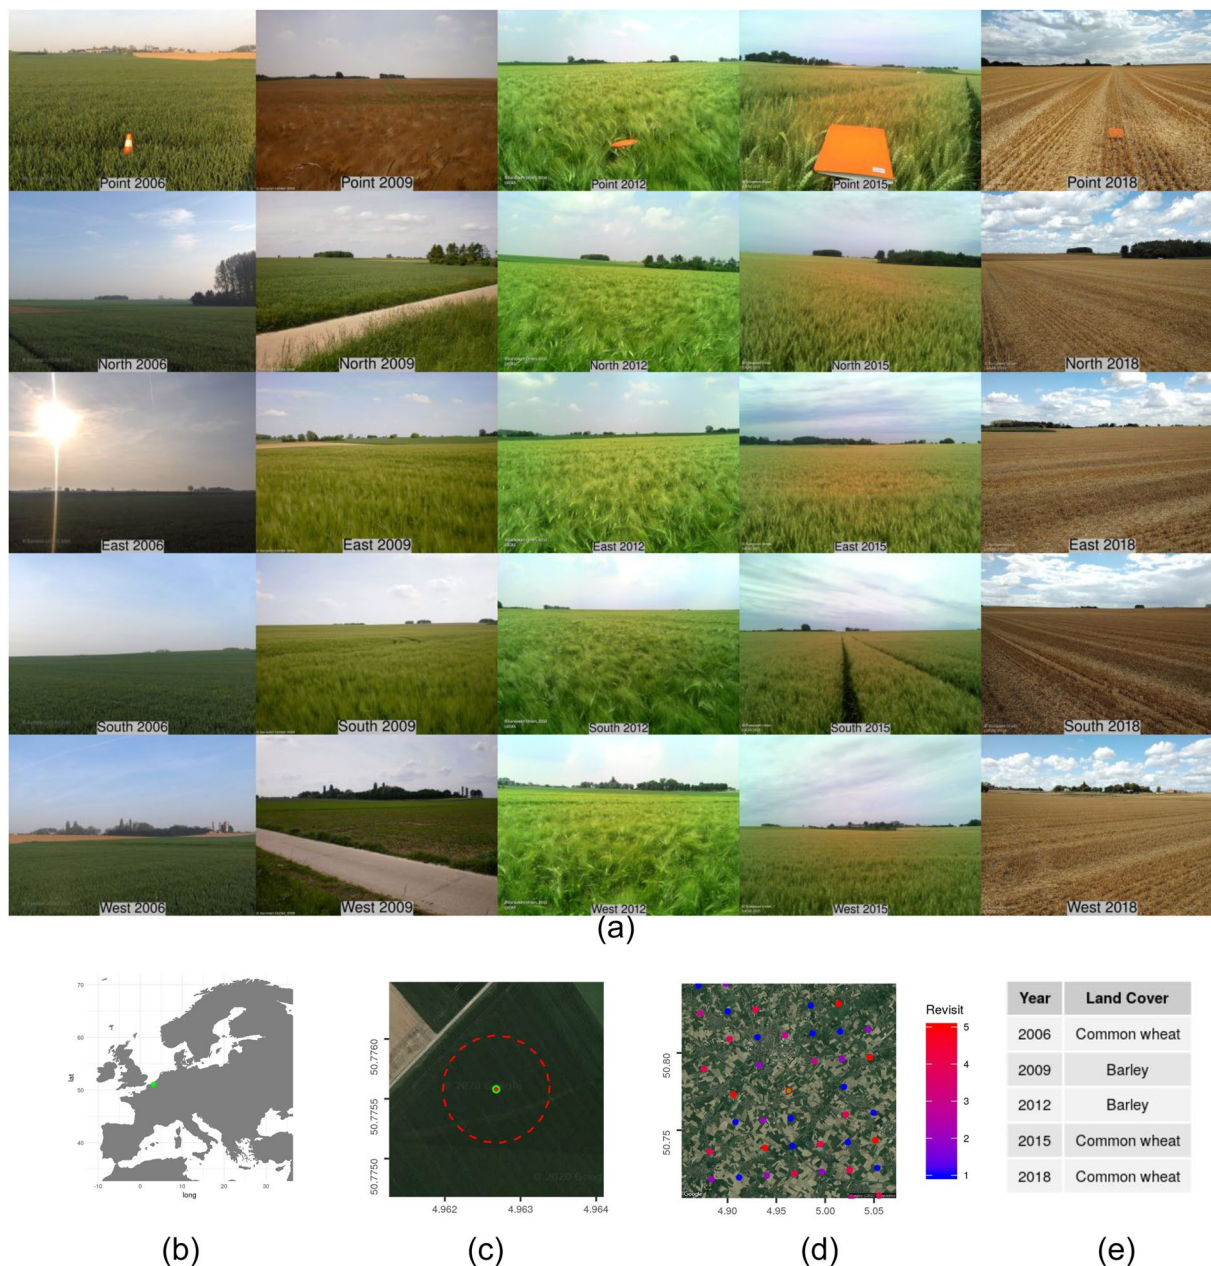 Point 2006
Point 2009
Point 2012
Point 2015
Point 2018
North 2006
North 2009
North 2012
North 2015
North 2018
East 2006
East 2009
East 2012
East 2015
East 2018
South 2006
South 2009
South 2012
South 2015
South 2018
West 2006
West 2009
West 2012
West 2015
West 2018
(a)
70
60
50
40
lat
-10 0 10 20 30
long
(b)
50.7760
50.7755
50.7750
© 2020 Google
4.962 4.963 4.964
(c)
50.80
50.75
Google
4.90 4.95 5.00 5.05
(d)
Revisit
5
4
3
2
1
Year Land Cover
2006 Common wheat
2009 Barley
2012 Barley
2015 Common wheat
2018 Common wheat
(e)